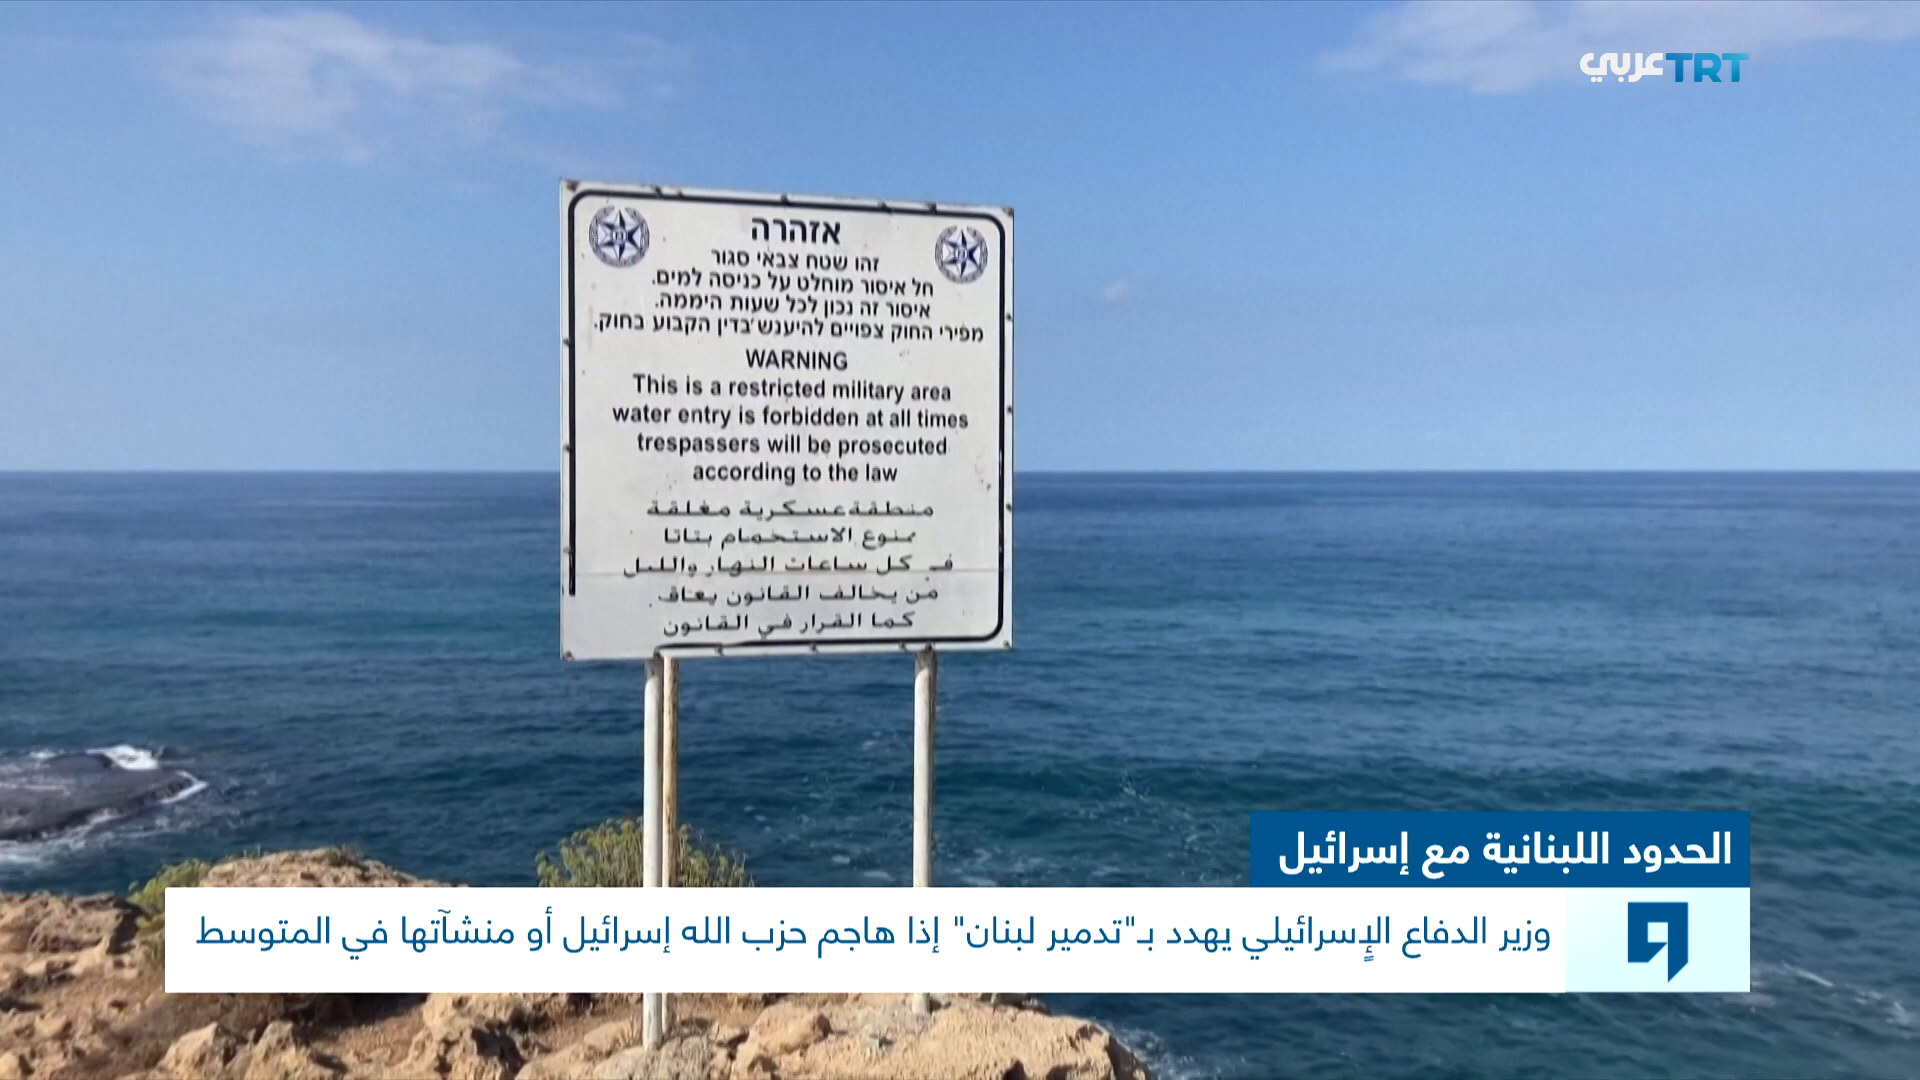 TRT عربي
אזהרה
זהו שטח צבאי סגור
חל איסור מוחלט על כניסה למים.
איסור זה נכון לכל שעות היממה.
מפירי החוק צפויים להיענש בדין הקבוע בחוק.
WARNING
This is a restricted military area
water entry is forbidden at all times
trespassers will be prosecuted
according to the law
منطقة عسكرية مغلقة
ممنوع الاستحمام بتاتا
في كل ساعات النهار والليل
من يخالف القانون يعاقب
كما القرار في القانون
الحدود اللبنانية مع إسرائيل
وزير الدفاع الإسرائيلي يهدد بـ"تدمير لبنان" إذا هاجم حزب الله إسرائيل أو منشآتها في المتوسط